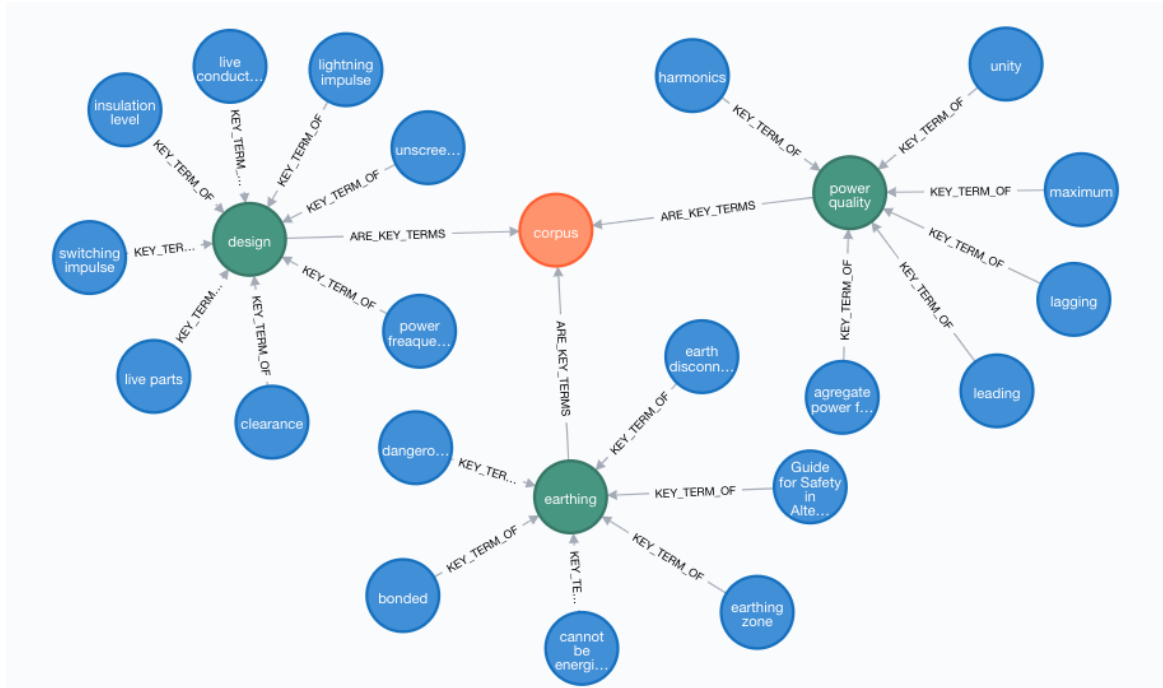 live
conduct...
lightning
impulse
insulation
level
unscree...
KEY_TERM_OF
KEY_TERM...
KEY_TERM_OF
KEY_TERM_OF
switching
impulse
KEY_TER...
design
ARE_KEY_TERMS
KEY_TERM...
KEY_TERM_OF
KEY_TERM_OF
power
freaque...
live parts
clearance
corpus
harmonics
unity
KEY_TERM_OF
KEY_TERM_OF
power
quality
KEY_TERM_OF
maximum
ARE_KEY_TERMS
KEY_TERM_OF
lagging
KEY_TERM_OF
KEY_TERM_OF
agregate
power f...
leading
ARE_KEY_TERMS
earth
disconn...
KEY_TERM_OF
dangero...
KEY_TER...
earthing
KEY_TERM_OF
Guide
for Safety
in
Alte...
KEY_TERM_OF
bonded
KEY_TE...
cannot
be
energi...
KEY_TERM_OF
earthing
zone